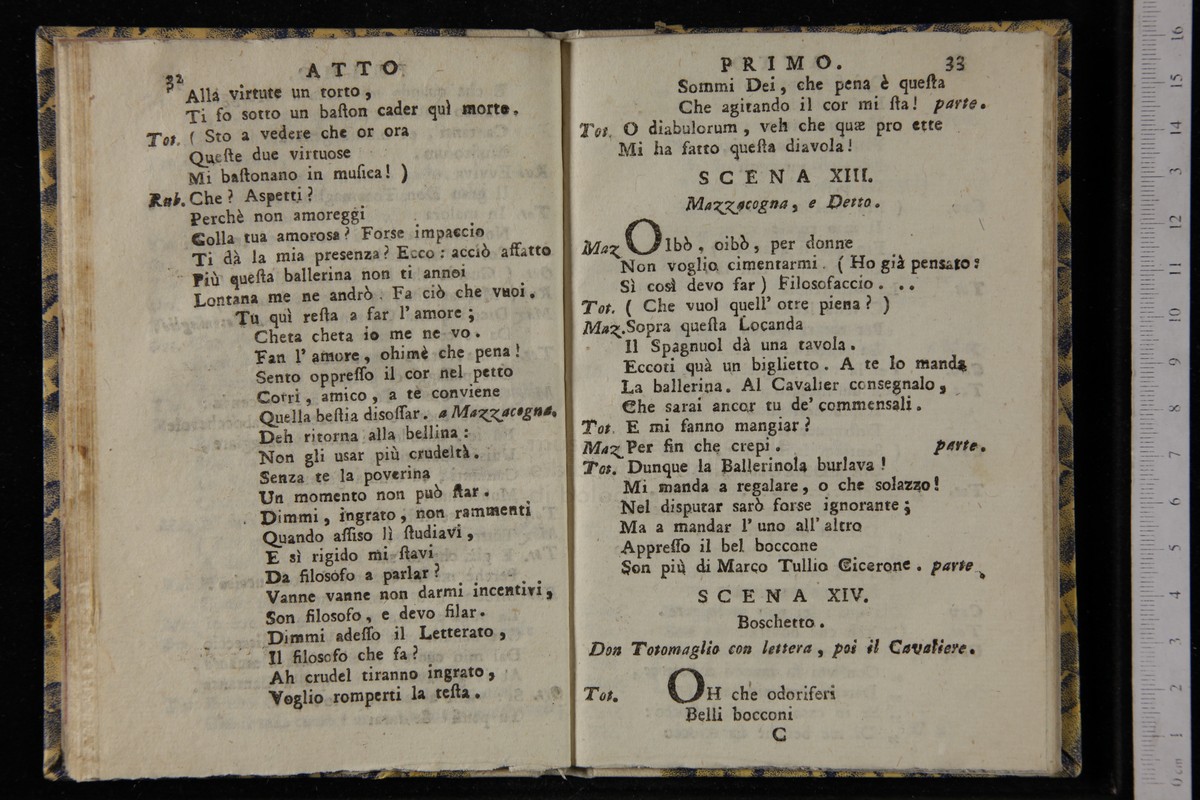 32
ATTO
Alla virtute un torto,
Ti fo sotto un baston cader quì morto.
Tot. ( Sto a vedere che or ora
Queste due virtuose
Mi bastonano in musica! )
Rub. Che? Aspetti?
Perchè non amoreggi
Colla tua amorosa? Forse impaccio
Ti dà la mia presenza? Ecco: acciò affatto
Più questa ballerina non ti annoi
Lontana me ne andrò. Fa ciò che vuoi.
Tu quì resta a far l'amore;
Cheta cheta io me ne vo.
Fan l'amore, ohimè che pena!
Sento oppresso il cor nel petto
Corri, amico, a te conviene
Quella bestia disossar. a Mazzacogna.
Deh ritorna alla bellina:
Non gli usar più crudeltà.
Senza te la poverina
Un momento non può star.
Dimmi, ingrato, non rammenti
Quando assiso lì studiavi,
E sì rigido mi stavi
Da filosofo a parlar?
Vanne vanne non darmi incentivi,
Son filosofo, e devo filar.
Dimmi adesso il Letterato,
Il filosofo che fa?
Ah crudel tiranno ingrato,
Voglio romperti la testa.
PRIMO. 33
Sommi Dei, che pena è questa
Che agitando il cor mi sta! parte.
Tot. O diabulorum, veh che quæ pro ette
Mi ha fatto questa diavola!
SCENA XIII.
Mazzacogna, e Detto.
Maz. Oibò, oibò, per donne
Non voglio cimentarmi. ( Ho già pensato:
Sì così devo far ) Filosofaccio. ..
Tot. ( Che vuol quell' otre piena? )
Maz. Sopra questa Locanda
Il Spagnuol dà una tavola.
Eccoti quà un biglietto. A te lo manda
La ballerina. Al Cavalier consegnalo,
Che sarai ancor tu de' commensali.
Tot. E mi fanno mangiar?
Maz. Per fin che crepi. parte.
Tot. Dunque la Ballerinola burlava!
Mi manda a regalare, o che solazzo!
Nel disputar sarò forse ignorante;
Ma a mandar l'uno all' altro
Appresso il bel boccone
Son più di Marco Tullio Cicerone. parte.
SCENA XIV.
Boschetto.
Don Totomaglio con lettera, poi il Cavaliere.
Tot. OH che odoriferi
Belli bocconi
C